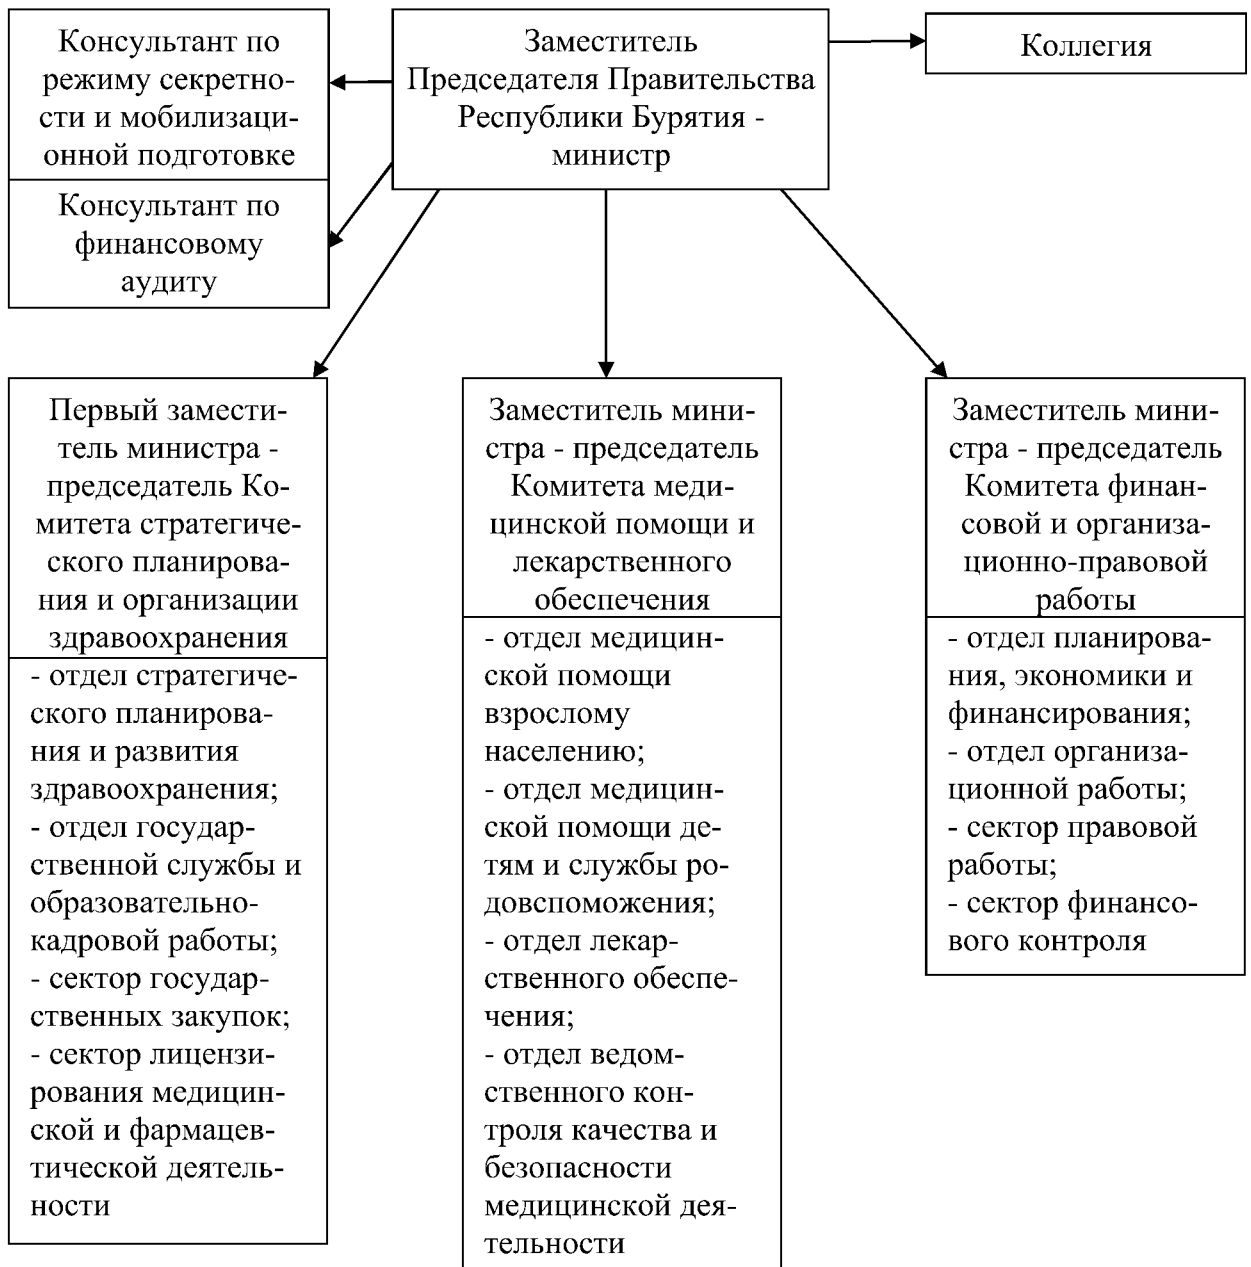 Консультант по
режиму секретно-
сти и мобилизаци-
онной подготовке
Консультант по
финансовому
аудиту
Заместитель
Председателя Правительства
Республики Бурятия -
министр
Коллегия
Первый замести-
тель министра -
председатель Ко-
митета стратегиче-
ского планирова-
ния и организации
здравоохранения
- отдел стратегиче-
ского планирова-
ния и развития
здравоохранения;
- отдел государ-
ственной службы и
образовательно-
кадровой работы;
- сектор государ-
ственных закупок;
- сектор лицензи-
рования медицин-
ской и фармацев-
тической деятель-
ности
Заместитель мини-
стра - председатель
Комитета меди-
цинской помощи и
лекарственного
обеспечения
- отдел медицин-
ской помощи
взрослому
населению;
- отдел медицин-
ской помощи де-
тям и службы ро-
довспоможения;
- отдел лекар-
ственного обеспе-
чения;
- отдел ведом-
ственного кон-
троля качества и
безопасности
медицинской дея-
тельности
Заместитель мини-
стра - председатель
Комитета финан-
совой и организа-
ционно-правовой
работы
- отдел планирова-
ния, экономики и
финансирования;
- отдел организа-
ционной работы;
- сектор правовой
работы;
- сектор финансо-
вого контроля